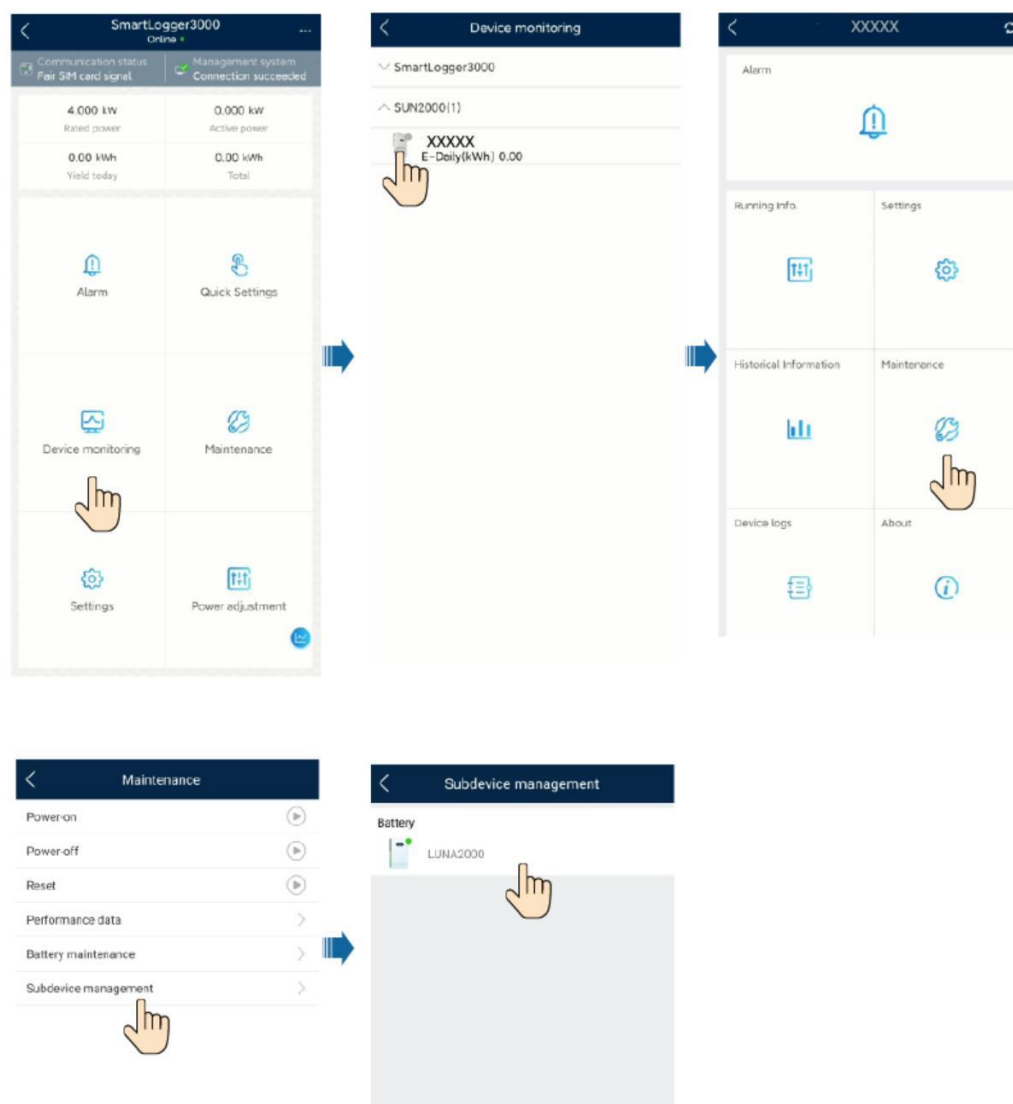 SmartLogger3000
Online
...
Communication status
Fair SIM card signal
Management system
Connection succeeded
4.000 kW
Rated power
0.000 kW
Active power
0.00 kWh
Yield today
0.00 kWh
Total
Alarm
Quick Settings
Device monitoring
Maintenance
Settings
Power adjustment
Device monitoring
SmartLogger3000
SUN2000(1)
XXXXX
E-Daily(kWh) 0.00
XXXXX
Alarm
Running Info.
Settings
Historical Information
Maintenance
Device logs
About
Maintenance
Power-on
Power-off
Reset
Performance data
Battery maintenance
Subdevice management
Subdevice management
Battery
LUNA2000